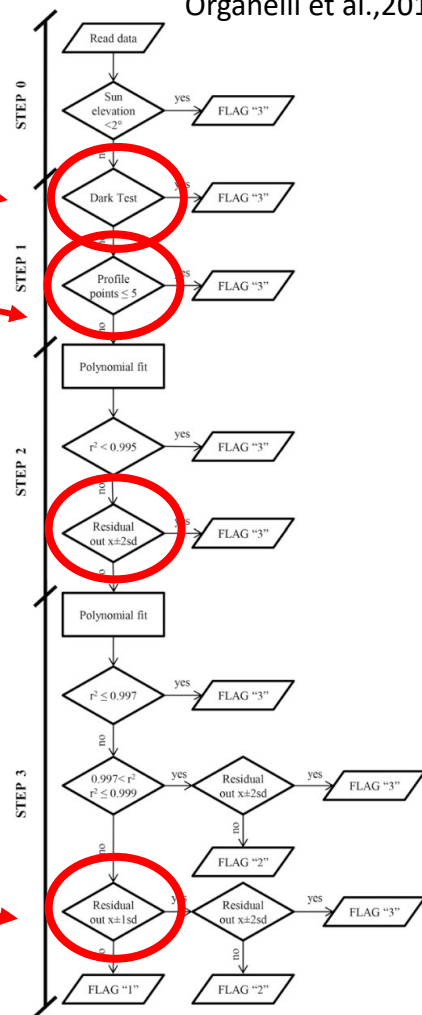 Organelli et al.,201
STEP 0
Read data
Sun
elevation
<2°
yes
FLAG “3”
STEP 1
Dark Test
yes
FLAG “3”
Profile
points ≤ 5
yes
FLAG “3”
no
STEP 2
Polynomial fit
r² < 0.995
yes
FLAG “3”
no
Residual
out x±2sd
yes
FLAG “3”
no
STEP 3
Polynomial fit
r² ≤ 0.997
yes
FLAG “3”
no
0.997< r²
r² ≤ 0.999
yes
Residual
out x±2sd
yes
FLAG “3”
no
no
FLAG “2”
Residual
out x±1sd
yes
Residual
out x±2sd
yes
FLAG “3”
no
no
FLAG “1”
FLAG “2”